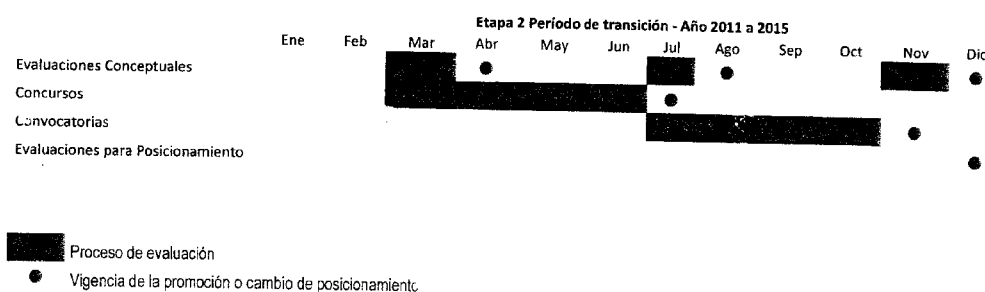 Etapa 2 Período de transición - Año 2011 a 2015
Ene Feb Mar Abr May Jun Jul Ago Sep Oct Nov Dic
Evaluaciones Conceptuales
Concursos
Convocatorias
Evaluaciones para Posicionamiento
Proceso de evaluación
Vigencia de la promoción o cambio de posicionamiento